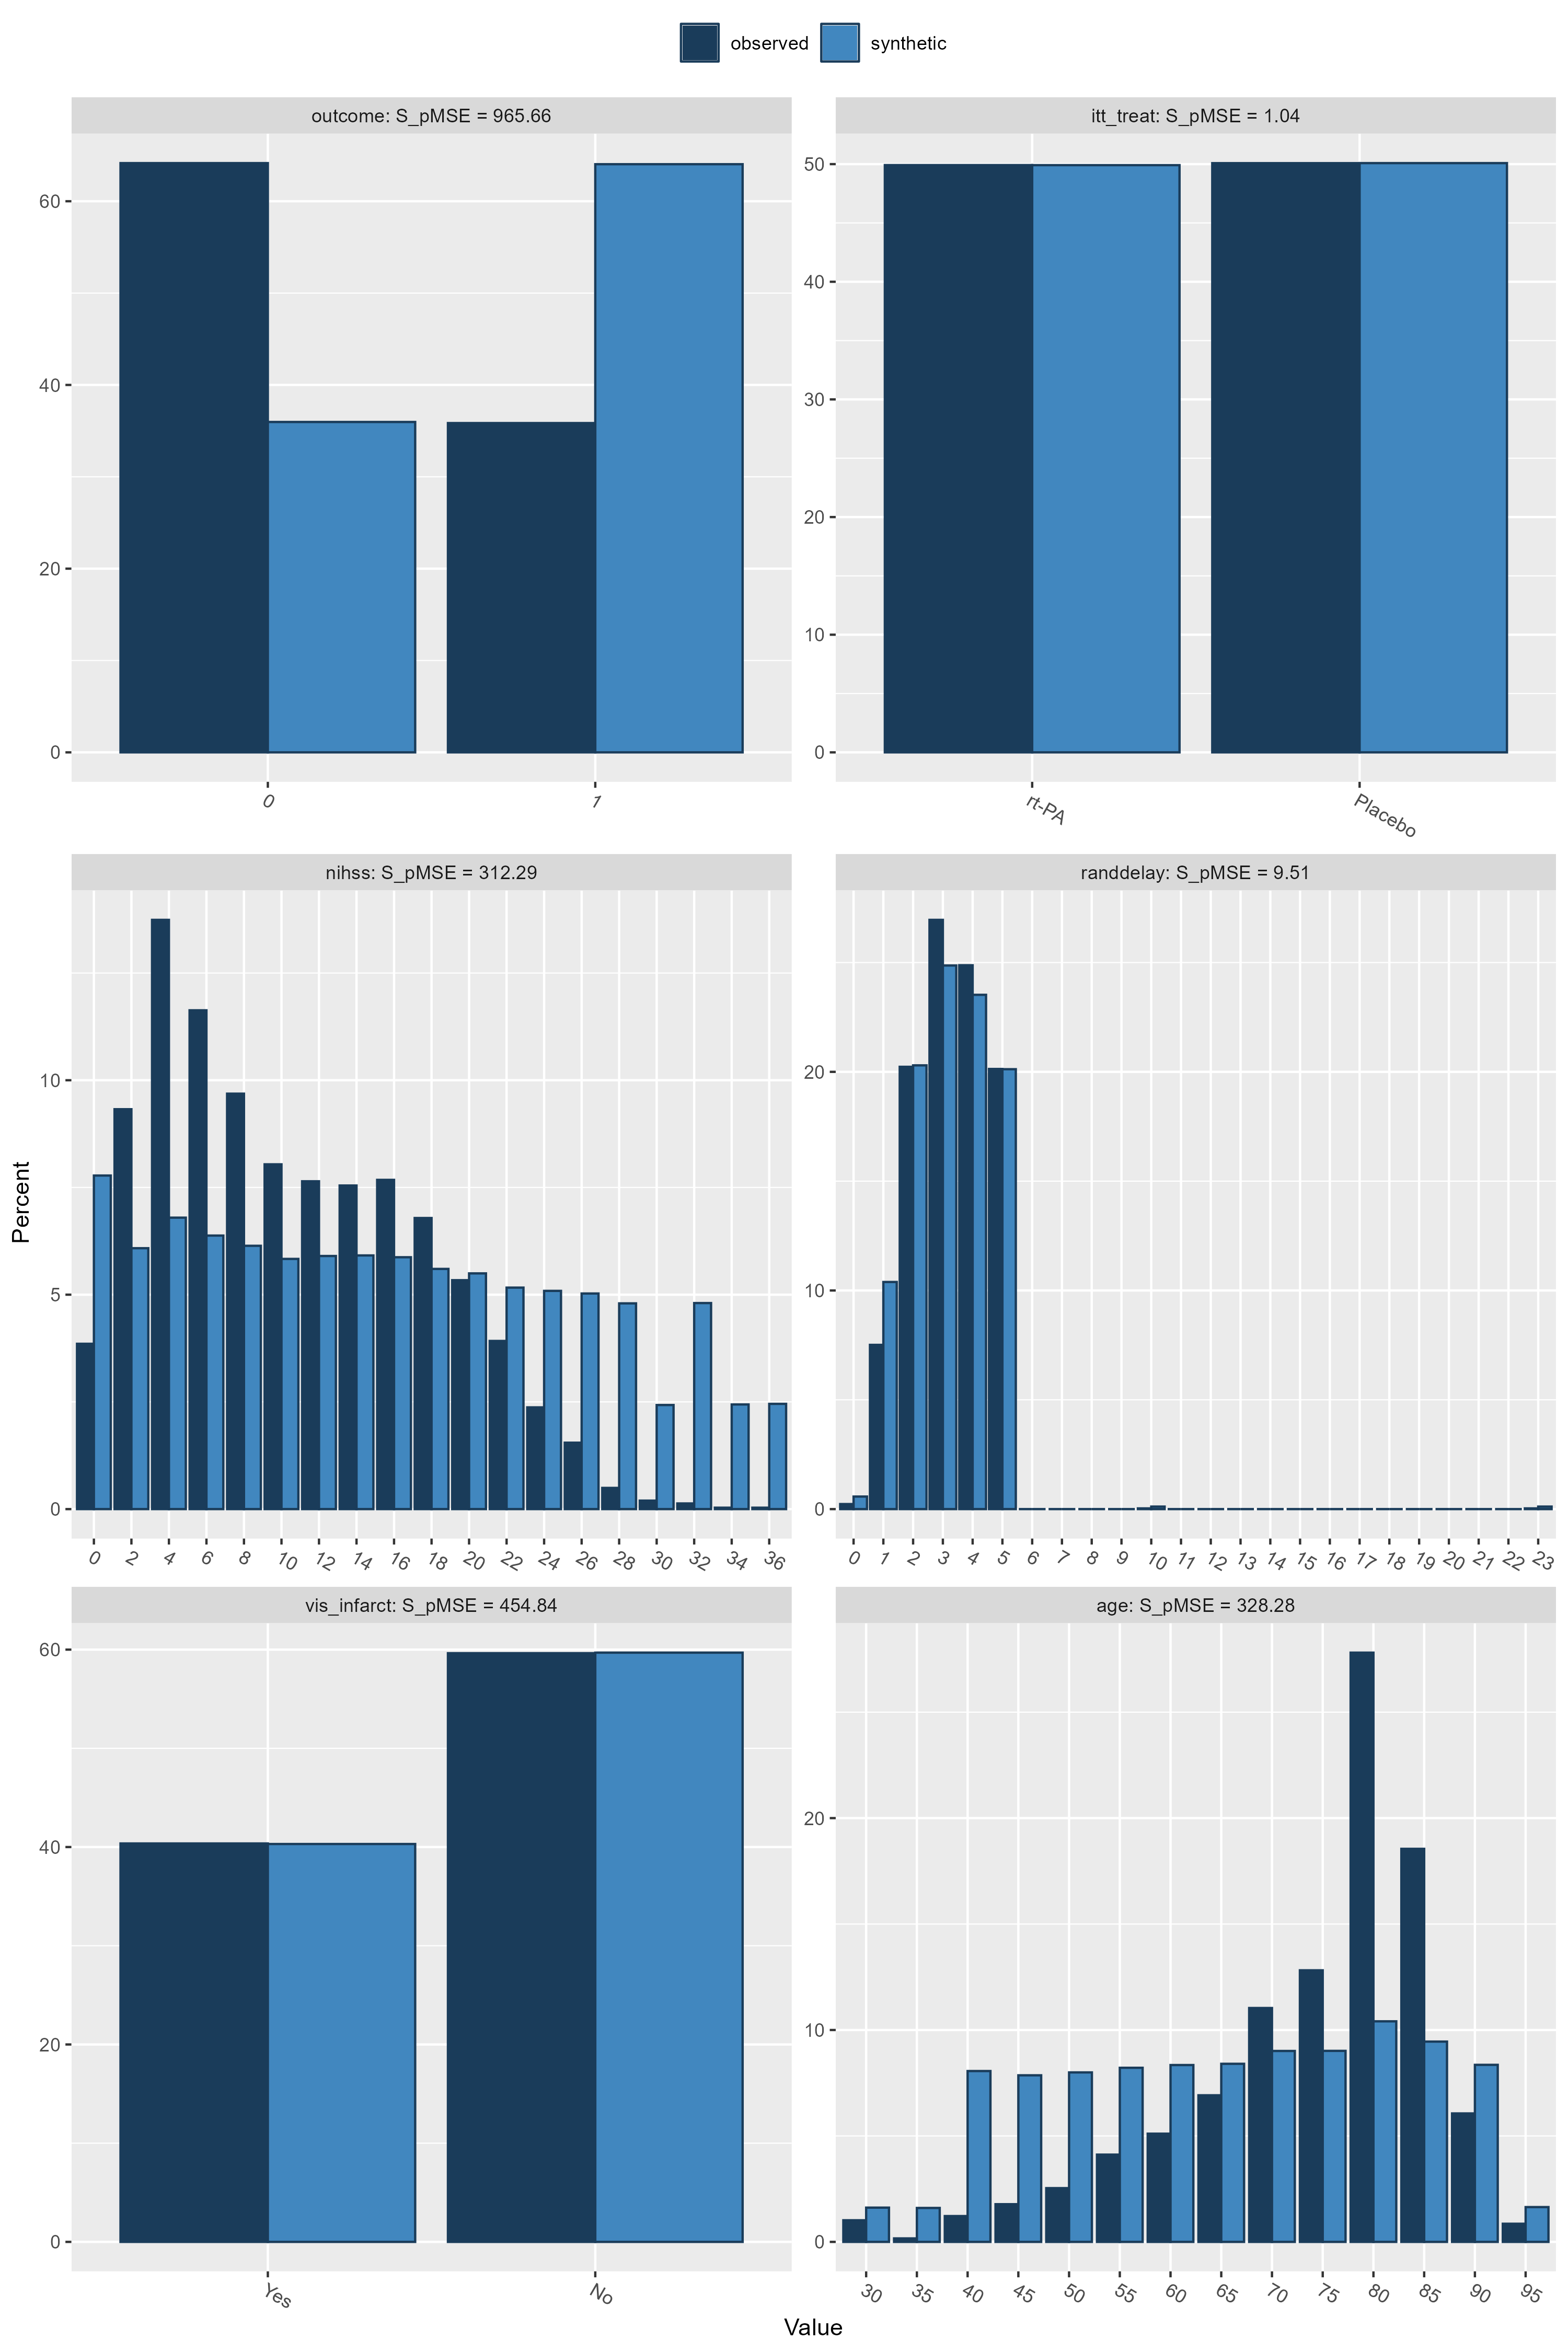 observed synthetic
outcome: S_pMSE = 965.66
60
40
20
0
0 1
itt_treat: S_pMSE = 1.04
50
40
30
20
10
0
rt-PA Placebo
nihss: S_pMSE = 312.29
10
5
0
0 2 4 6 8 10 12 14 16 18 20 22 24 26 28 30 32 34 36
randdelay: S_pMSE = 9.51
20
10
0
0 1 2 3 4 5 6 7 8 9 10 11 12 13 14 15 16 17 18 19 20 21 22 23
Percent
vis_infarct: S_pMSE = 454.84
60
40
20
0
Yes No
age: S_pMSE = 328.28
20
10
0
30 35 40 45 50 55 60 65 70 75 80 85 90 95
Value